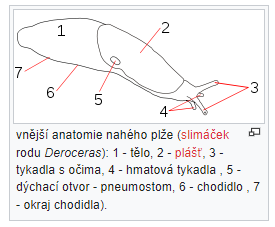 1
2
3
4
5
6
7
vnější anatomie nahého plže (slimáček
rodu Deroceras): 1 - tělo, 2 - plášť, 3 -
tykadla s očima, 4 - hmatová tykadla , 5 -
dýchací otvor - pneumostom, 6 - chodidlo , 7
- okraj chodidla).